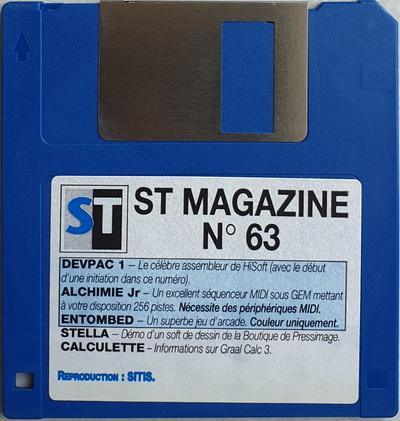 ST ST MAGAZINE
N° 63
DEVPAC 1 – Le célèbre assembleur de HiSoft (avec le début
d'une initiation dans ce numéro).
ALCHIMIE Jr – Un excellent séquenceur MIDI sous GEM mettant
à votre disposition 256 pistes. Nécessite des périphériques MIDI.
ENTOMBED – Un superbe jeu d'arcade. Couleur uniquement.
STELLA – Démo d'un soft de dessin de la Boutique de Pressimage.
CALCULETTE – Informations sur Graal Calc 3.
REPRODUCTION : SITIS.